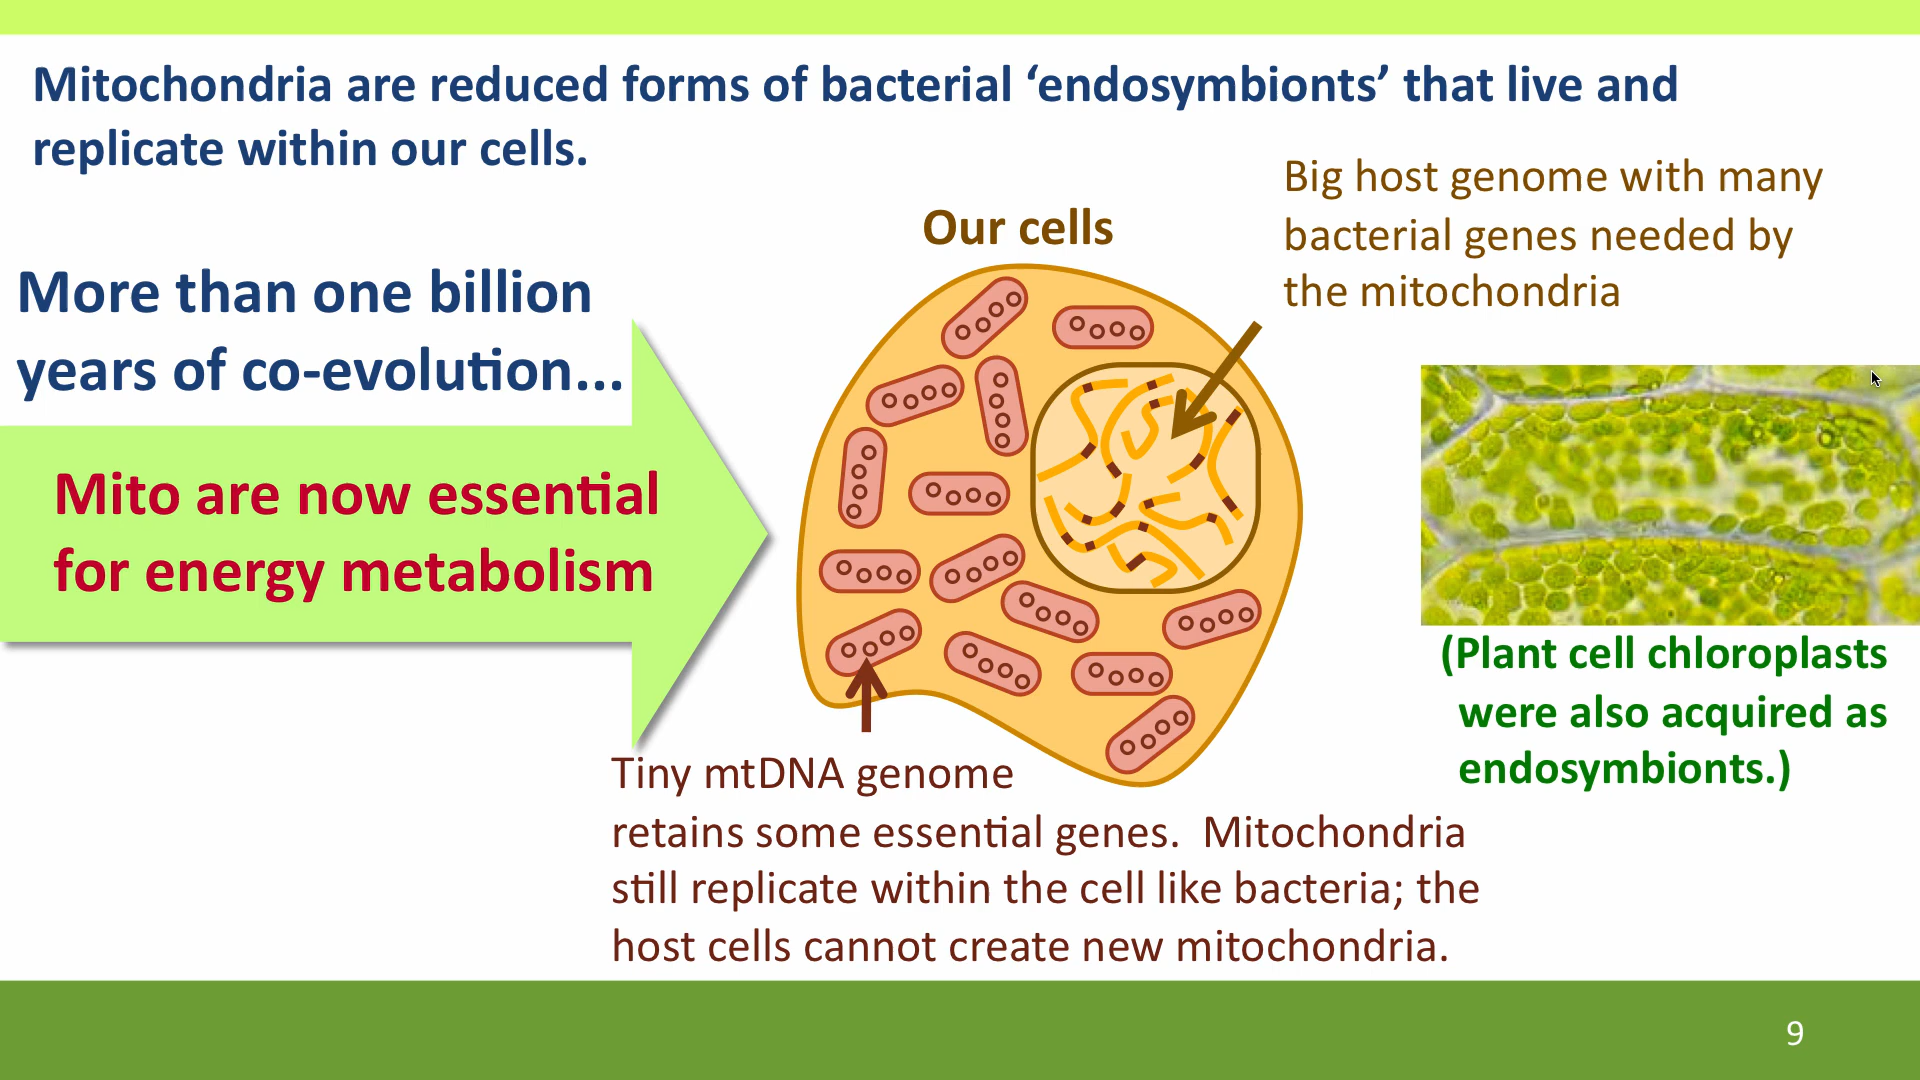 Mitochondria are reduced forms of bacterial ‘endosymbionts’ that live and
replicate within our cells.
More than one billion
years of co-evolution...
Mito are now essential
for energy metabolism
Our cells
Big host genome with many
bacterial genes needed by
the mitochondria
(Plant cell chloroplasts
were also acquired as
endosymbionts.)
Tiny mtDNA genome
retains some essential genes.  Mitochondria
still replicate within the cell like bacteria; the
host cells cannot create new mitochondria.
9